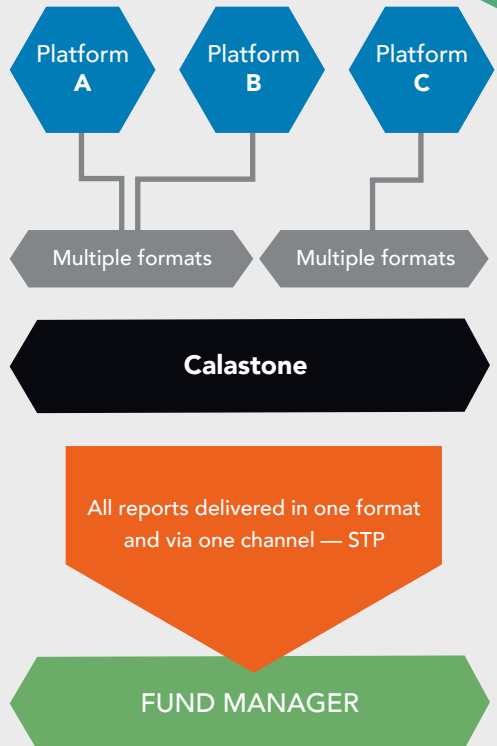 Platform
A
Platform
B
Platform
C
Multiple formats
Multiple formats
Calastone
All reports delivered in one format
and via one channel — STP
FUND MANAGER